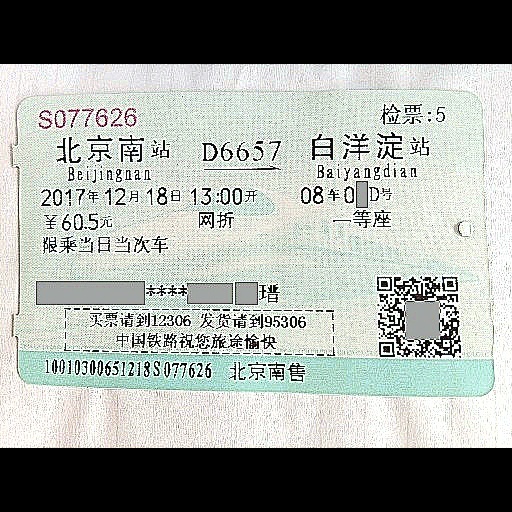 S077626 检票:5
北京南站 D6657 白洋淀站
Beijingnan Baiyangdian
2017年12月18日 13:00开 08车0 D号
￥60.5元 网折 一等座
限乘当日当次车
**** 瑨
买票请到12306 发货请到95306
中国铁路祝您旅途愉快
10010300651218S077626 北京南售